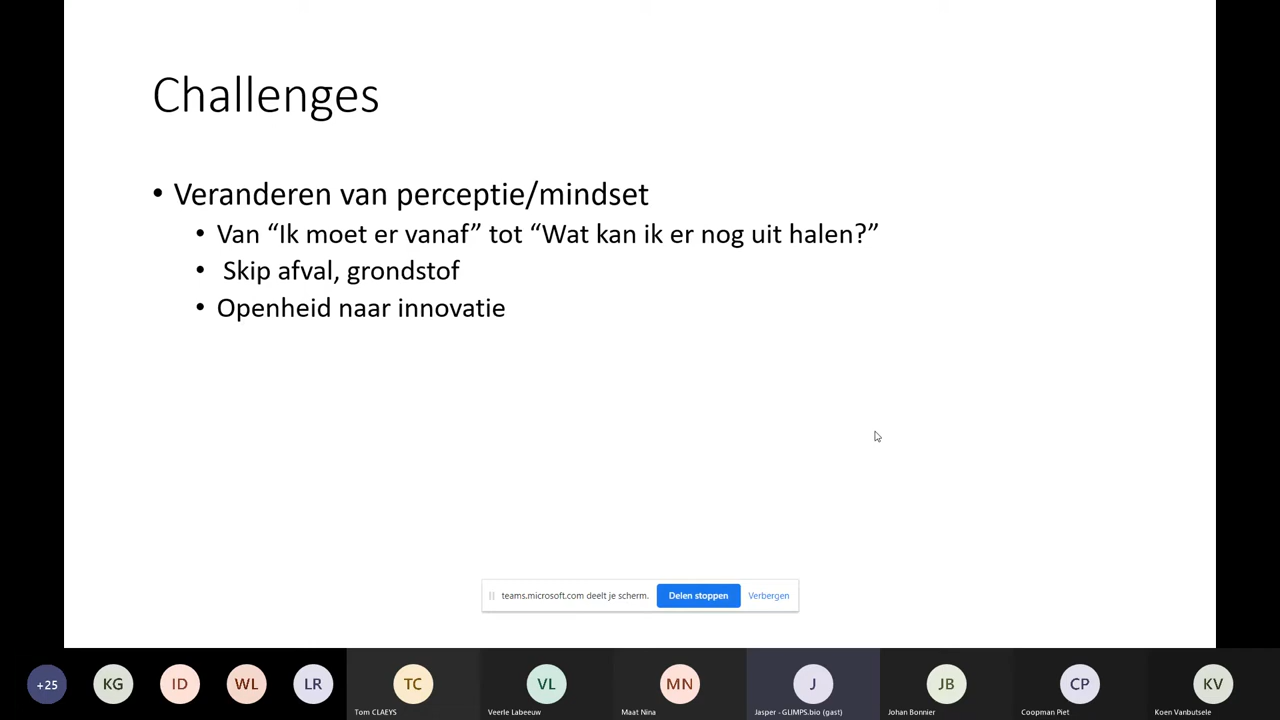 Challenges
• Veranderen van perceptie/mindset
• Van “Ik moet er vanaf” tot “Wat kan ik er nog uit halen?”
• Skip afval, grondstof
• Openheid naar innovatie
teams.microsoft.com deelt je scherm. Delen stoppen Verbergen
+25 KG ID WL LR TC VL MN J JB CP KV
Tom CLAEYS Veerle Labeeuw Maat Nina Jasper - GLIMPS.bio (gast) Johan Bonnier Coopman Piet Koen Vanbutsele